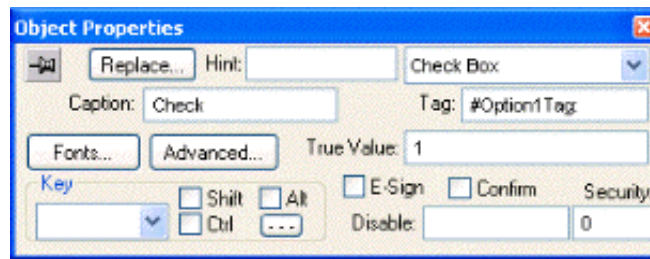 Object Properties
Replace... Hint: Check Box
Caption: Check Tag: #Option1Tag:
Fonts... Advanced... True Value: 1
Key Shift Alt E-Sign Confirm Security
Ctrl ... Disable: 0